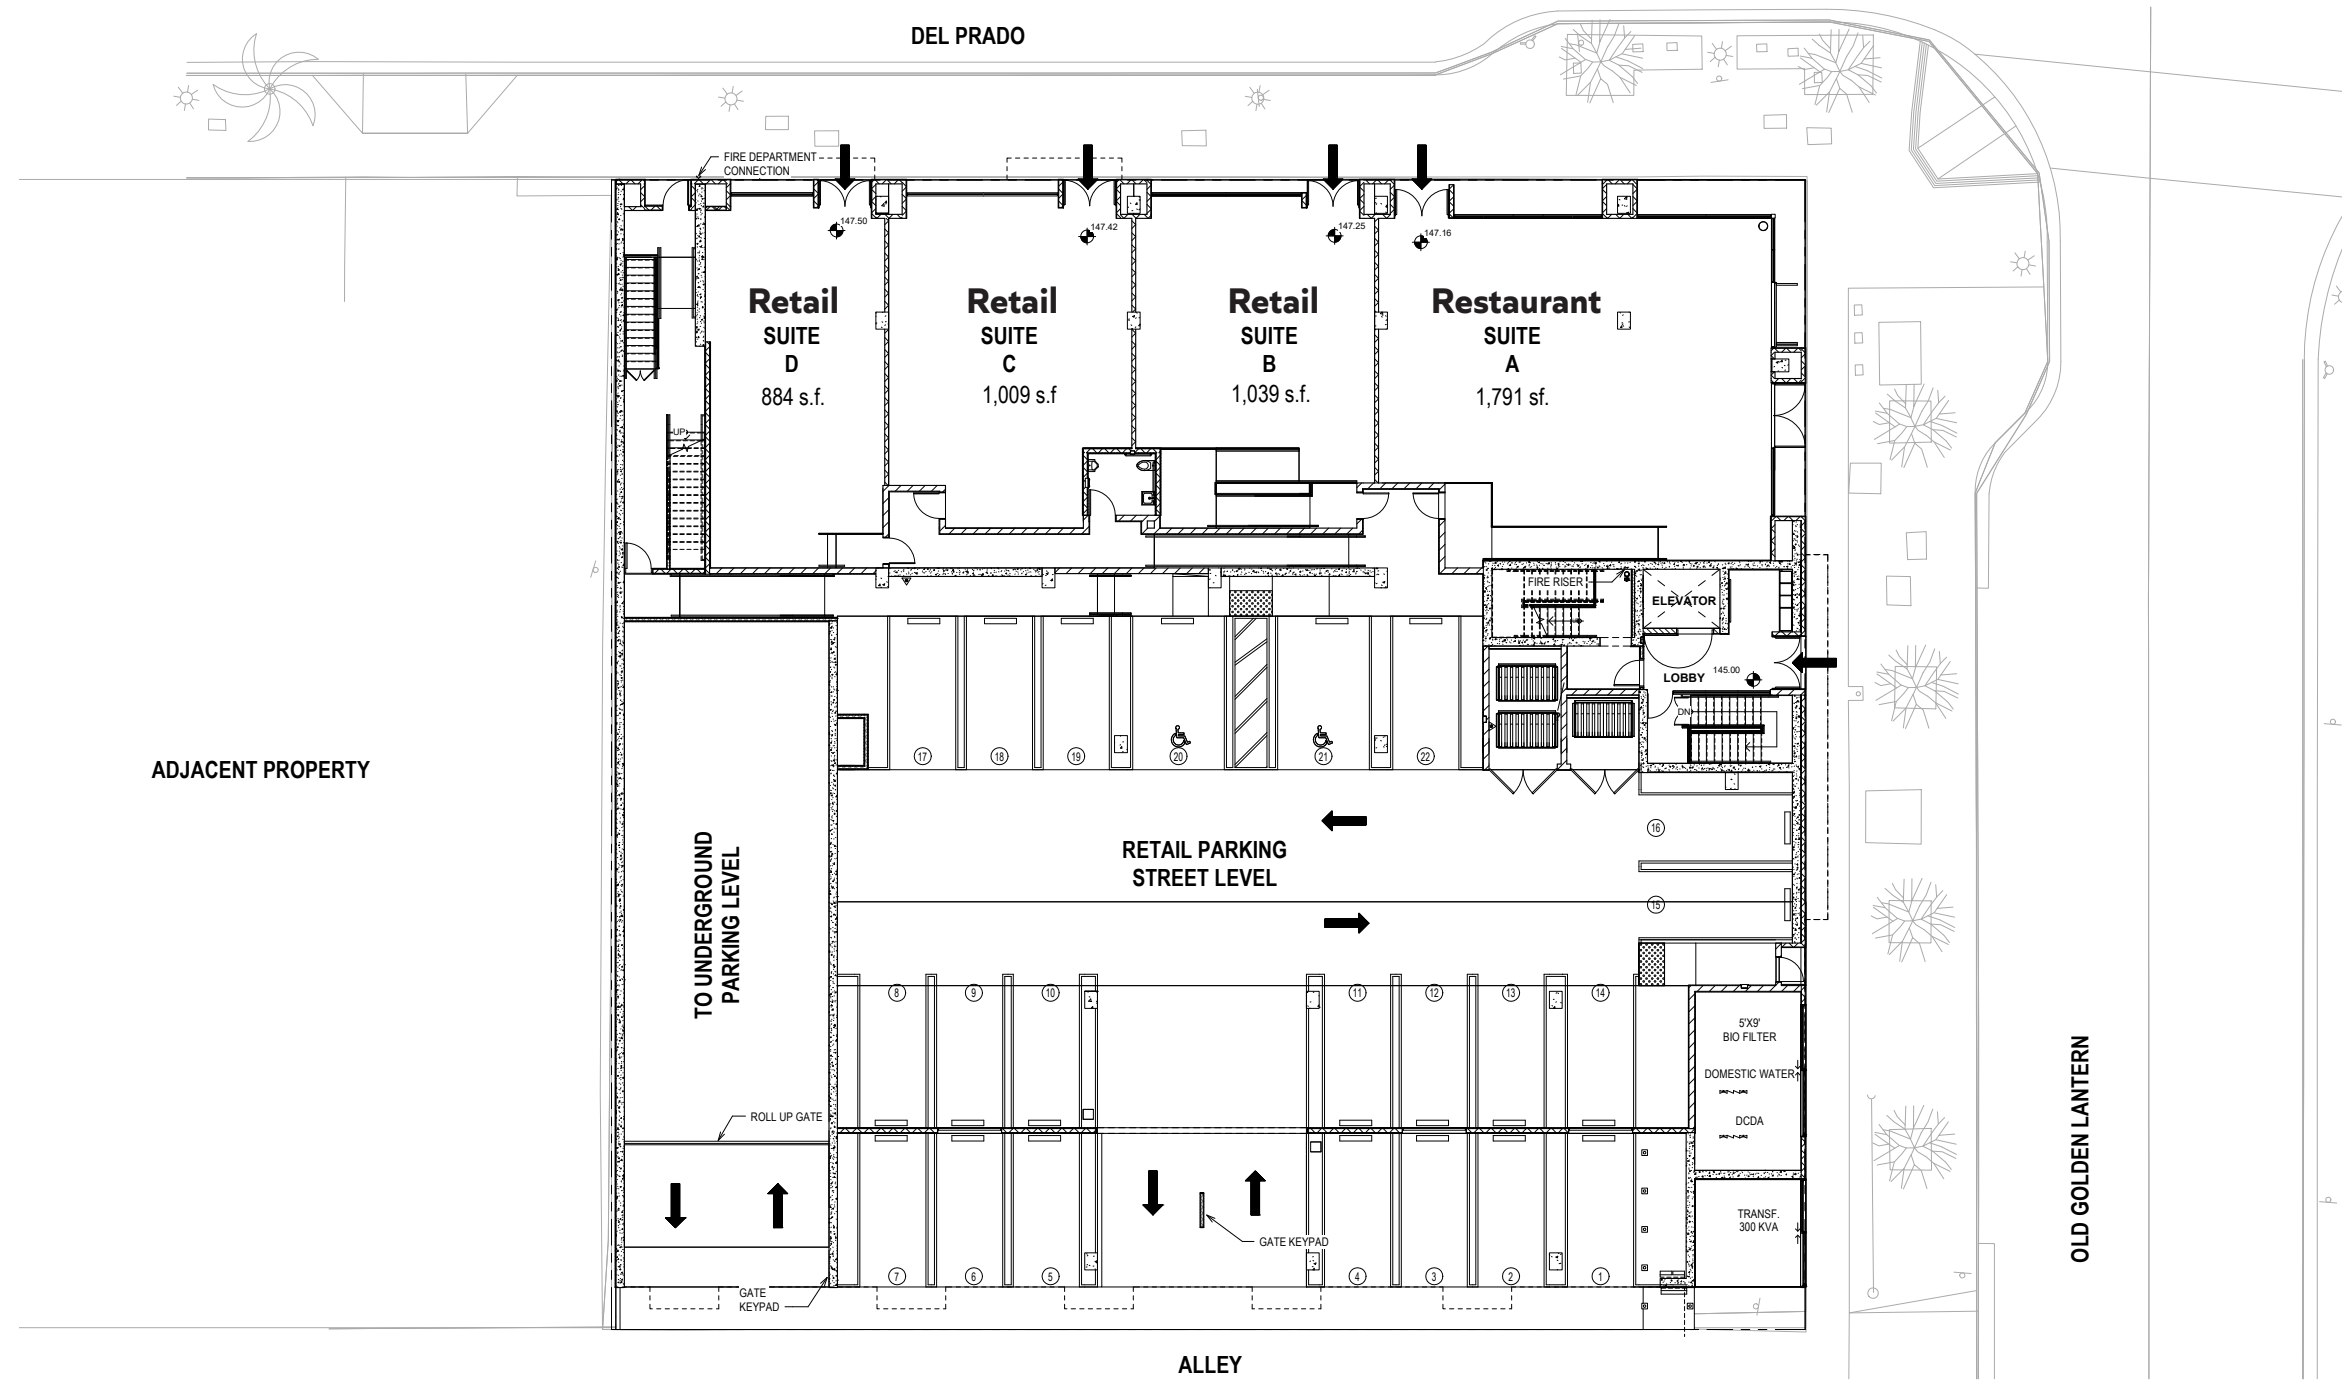 DEL PRADO
FIRE DEPARTMENT
CONNECTION
147.50
147.42
147.25
147.16
Retail
SUITE
D
884 s.f.
Retail
SUITE
C
1,009 s.f
Retail
SUITE
B
1,039 s.f.
Restaurant
SUITE
A
1,791 sf.
UP
FIRE RISER
ELEVATOR
LOBBY
145.00
DN
17
18
19
20
21
22
ADJACENT PROPERTY
TO UNDERGROUND
PARKING LEVEL
RETAIL PARKING
STREET LEVEL
16
15
8
9
10
11
12
13
14
5'X9'
BIO FILTER
DOMESTIC WATER
DCDA
ROLL UP GATE
TRANSF.
300 KVA
GATE KEYPAD
7
6
5
4
3
2
1
GATE
KEYPAD
OLD GOLDEN LANTERN
ALLEY